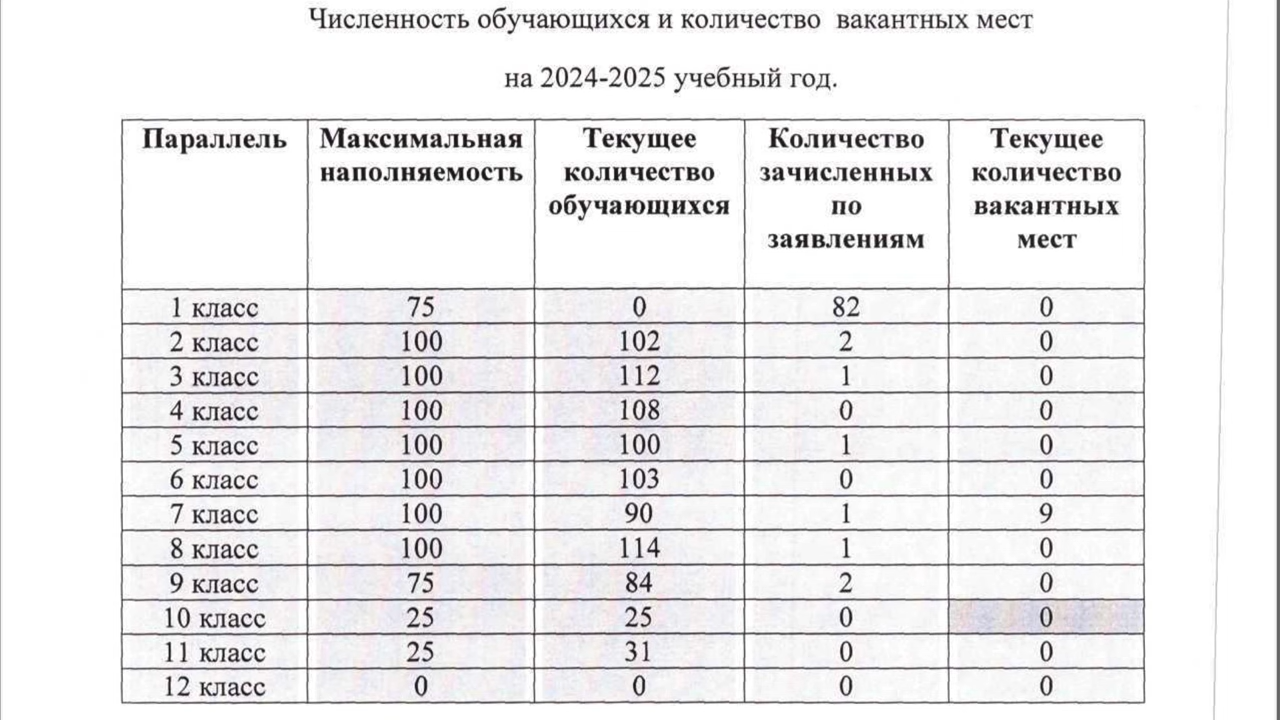 Численность обучающихся и количество вакантных мест
на 2024-2025 учебный год.
Параллель Максимальная наполняемость Текущее количество обучающихся Количество зачисленных по заявлениям Текущее количество вакантных мест
1 класс 75 0 82 0
2 класс 100 102 2 0
3 класс 100 112 1 0
4 класс 100 108 0 0
5 класс 100 100 1 0
6 класс 100 103 0 0
7 класс 100 90 1 9
8 класс 100 114 1 0
9 класс 75 84 2 0
10 класс 25 25 0 0
11 класс 25 31 0 0
12 класс 0 0 0 0